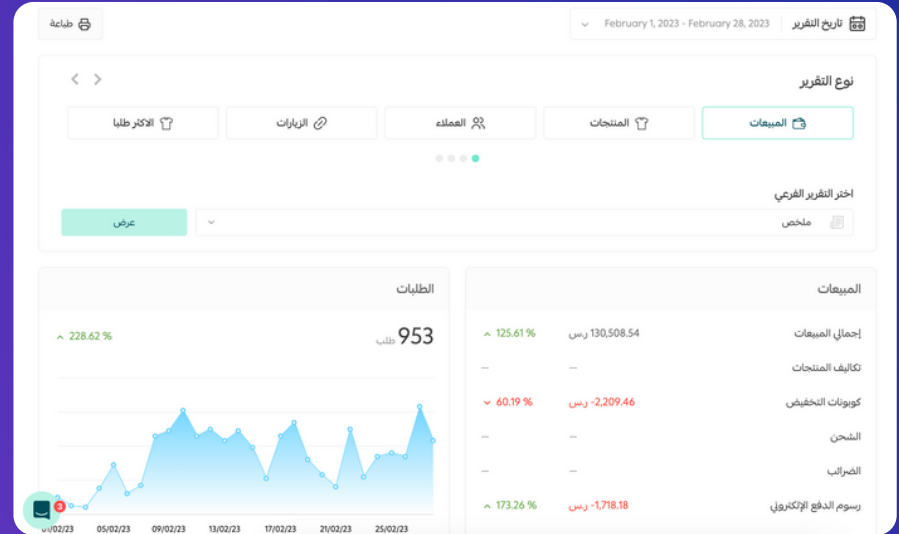 تاريخ التقرير
February 1, 2023 - February 28, 2023
طباعة
نوع التقرير
المبيعات
المنتجات
العملاء
الزيارات
الاكثر طلبا
اختر التقرير الفرعي
ملخص
عرض
المبيعات
إجمالي المبيعات 130,508.54 ر.س 125.61 %
تكاليف المنتجات -- --
كوبونات التخفيض -2,209.46 ر.س 60.19 %
الشحن -- --
الضرائب -- --
رسوم الدفع الإلكتروني -1,718.18 ر.س 173.26 %
الطلبات
953 طلب
228.62 %
01/02/23 05/02/23 09/02/23 13/02/23 17/02/23 21/02/23 25/02/23
3